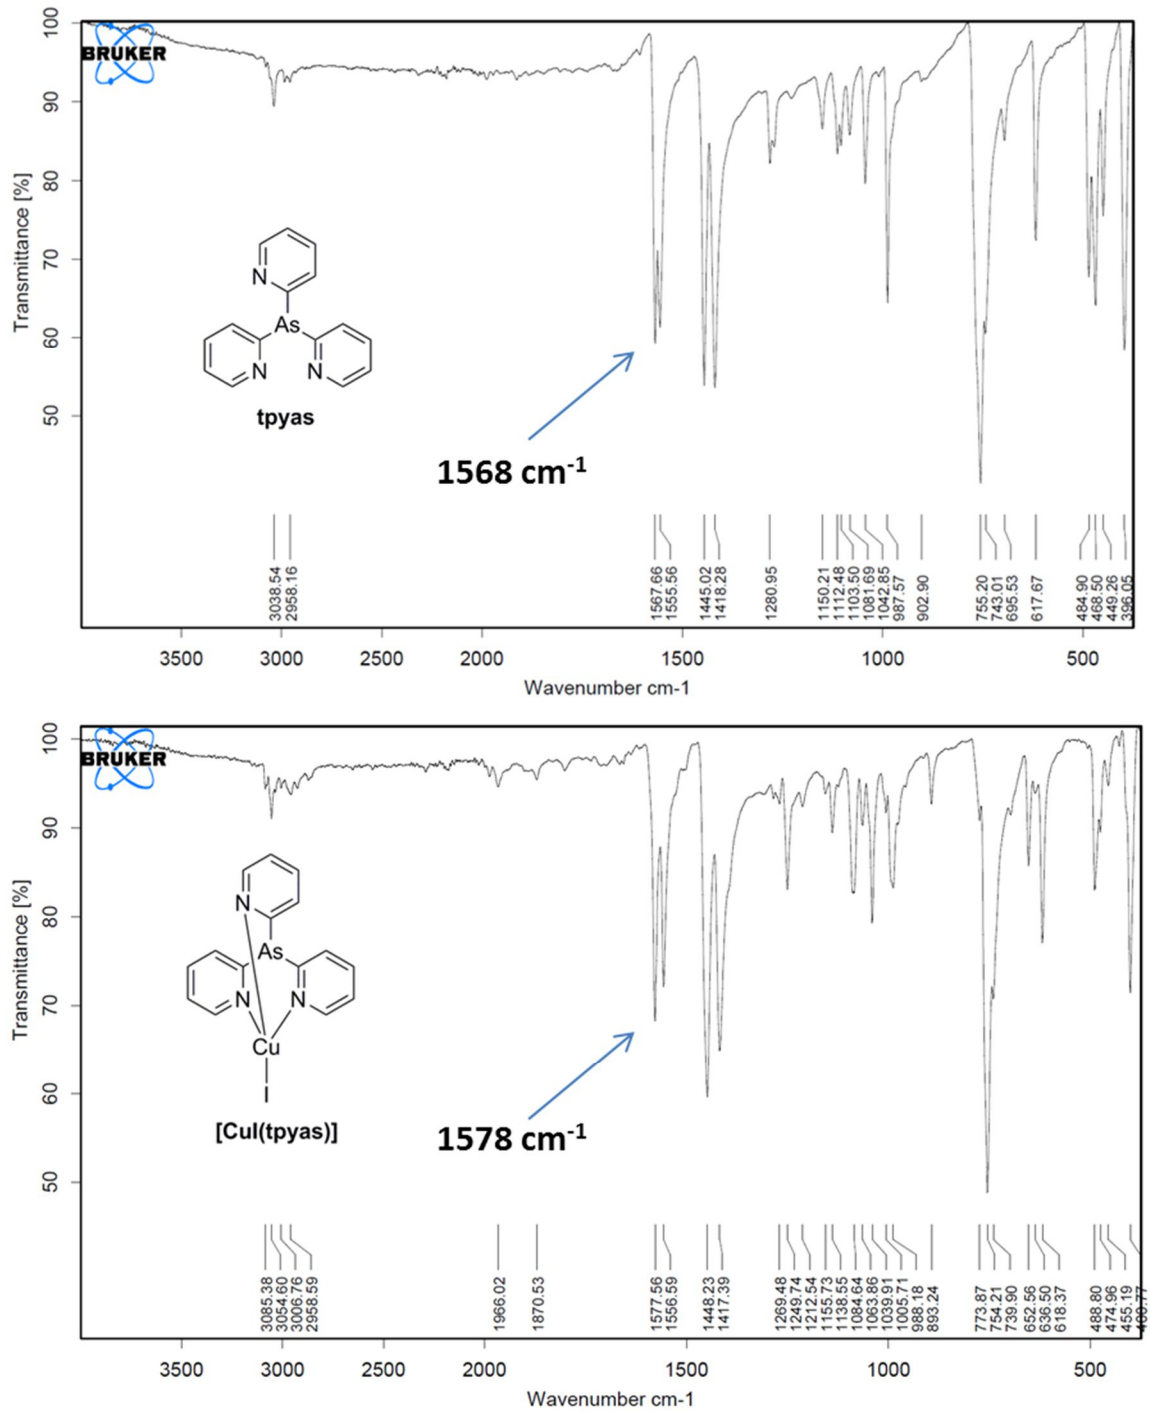 100
BRUKER
90
80
70
60
50
Transmittance [%]
N
As
N
N
tpyas
1568 cm-1
3038.54
2958.16
1567.66
1555.56
1445.02
1418.28
1280.95
1150.21
1112.48
1103.50
1081.69
1042.85
987.57
902.90
755.20
743.01
695.53
617.67
484.90
468.50
449.26
396.05
3500 3000 2500 2000 1500 1000 500
Wavenumber cm-1
100
BRUKER
90
80
70
60
50
Transmittance [%]
N
As
N
N
Cu
I
[CuI(tpyas)]
1578 cm-1
3085.38
3054.60
3006.76
2958.59
1966.02
1870.53
1577.56
1556.59
1448.23
1417.39
1269.48
1249.74
1212.54
1155.73
1138.55
1084.64
1063.86
1039.91
1005.71
988.18
893.24
773.87
754.21
739.90
652.56
636.50
618.37
488.80
474.96
455.19
400.77
3500 3000 2500 2000 1500 1000 500
Wavenumber cm-1